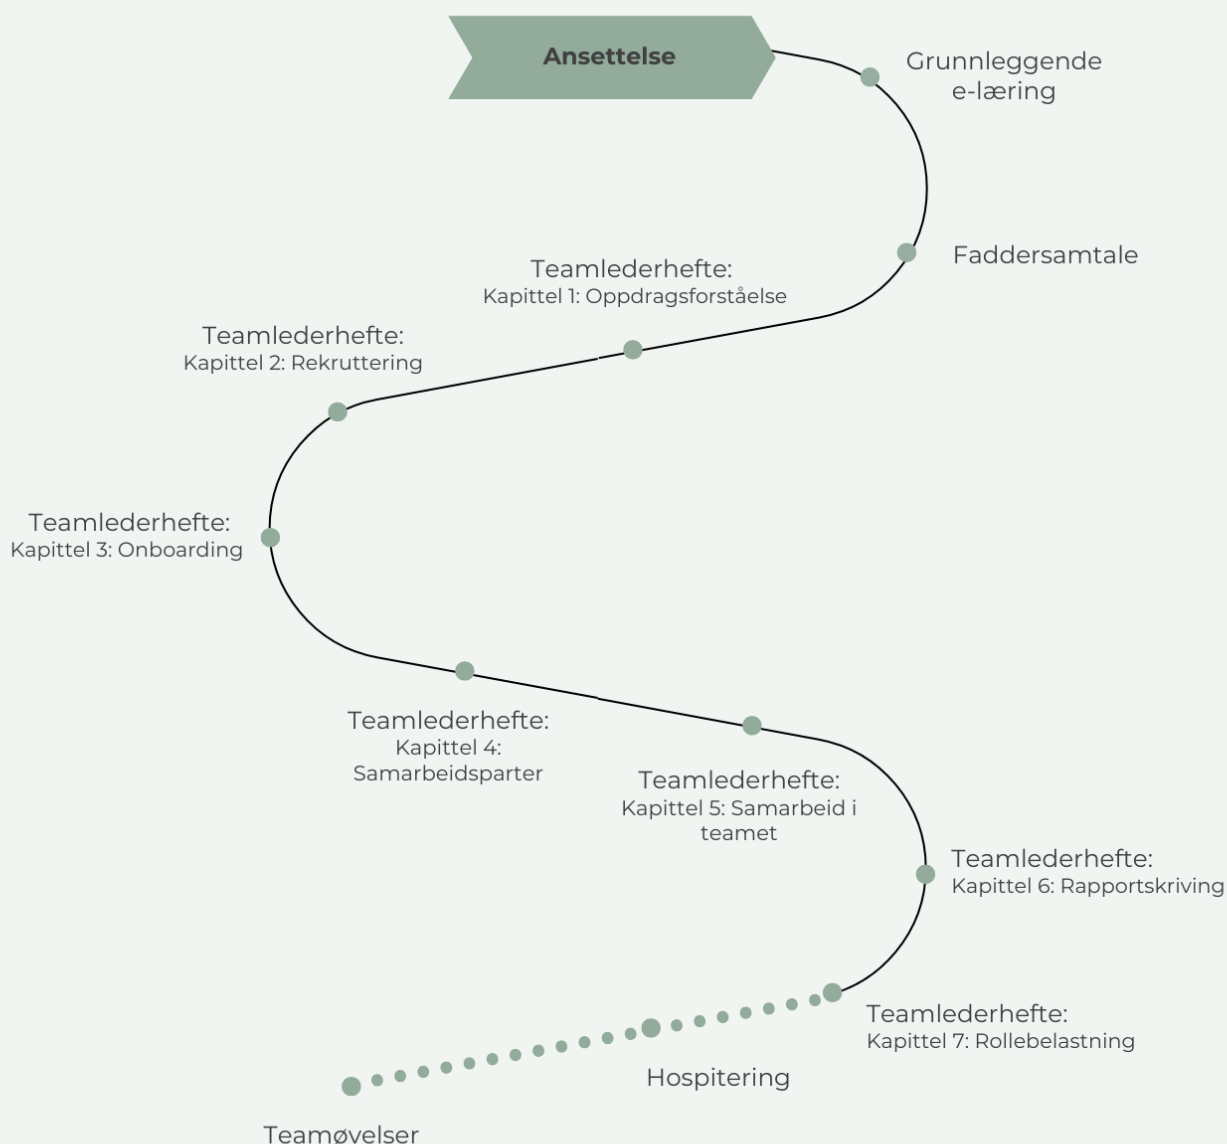 Ansettelse
Grunnleggende
e-læring
Faddersamtale
Teamlederhefte:
Kapittel 1: Oppdragsforståelse
Teamlederhefte:
Kapittel 2: Rekruttering
Teamlederhefte:
Kapittel 3: Onboarding
Teamlederhefte:
Kapittel 4:
Samarbeidsparter
Teamlederhefte:
Kapittel 5: Samarbeid i
teamet
Teamlederhefte:
Kapittel 6: Rapportskriving
Teamlederhefte:
Kapittel 7: Rollebelastning
Hospitering
Teamøvelser